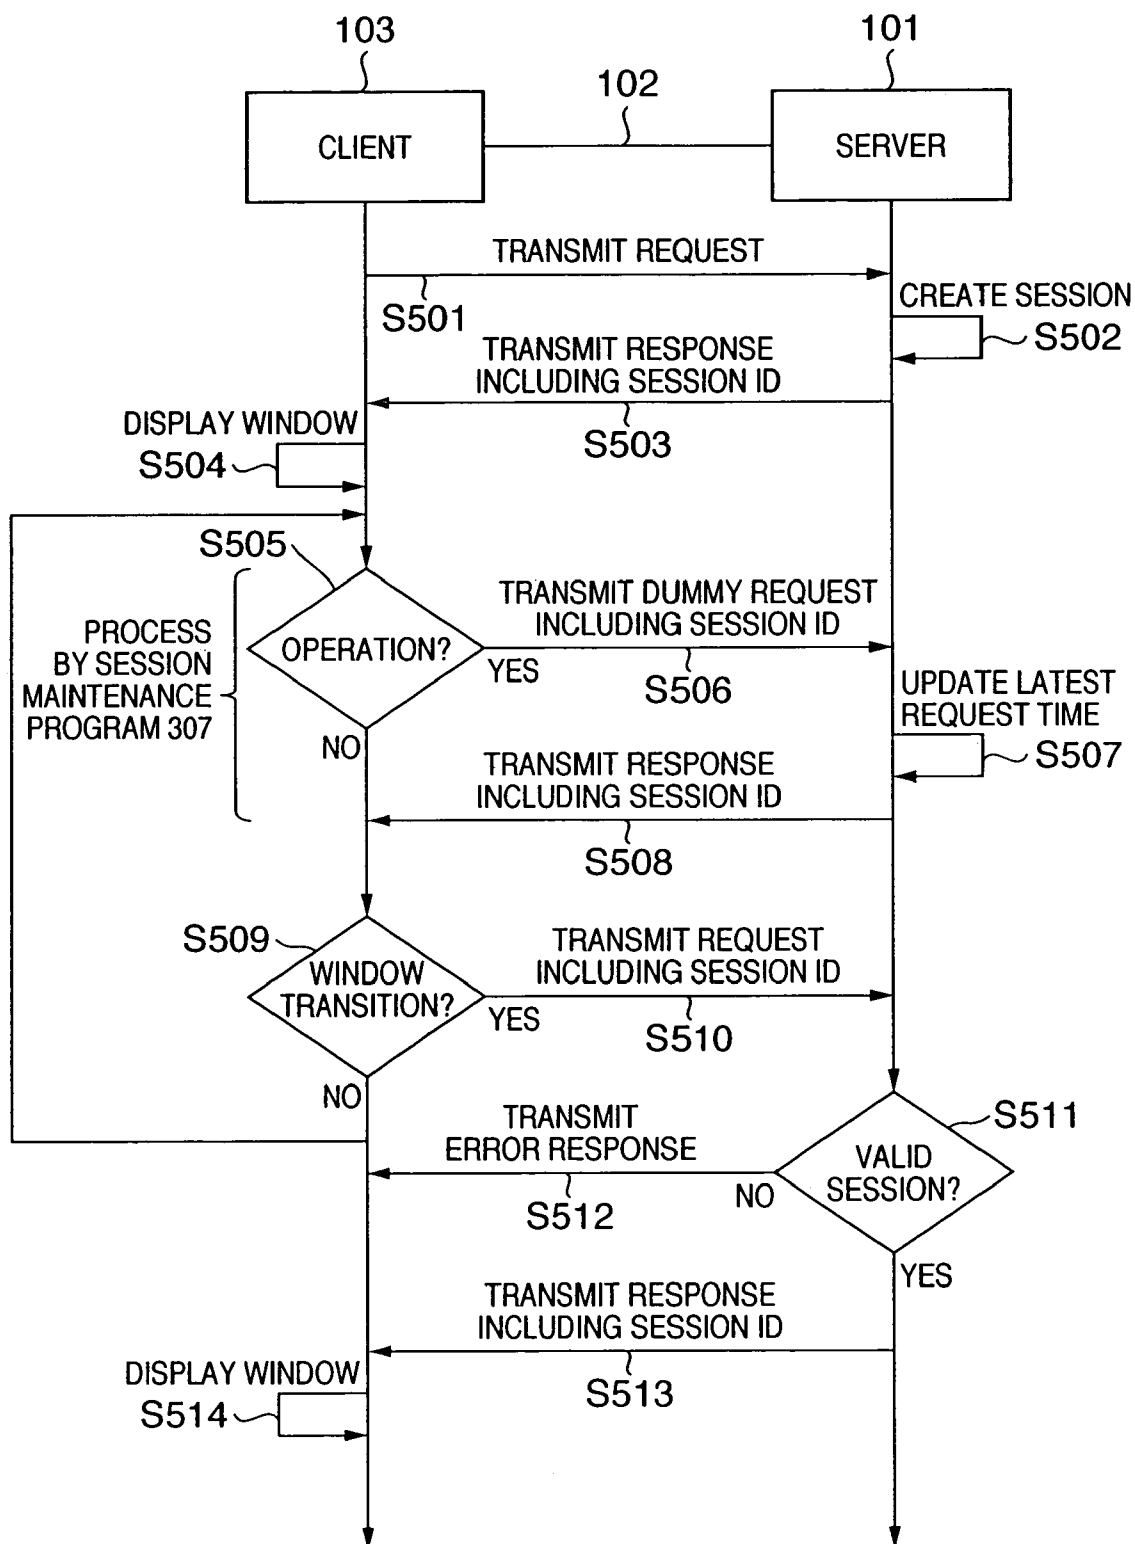 103
101
102
CLIENT
SERVER
TRANSMIT REQUEST
S501
CREATE SESSION
S502
TRANSMIT RESPONSE
INCLUDING SESSION ID
S503
DISPLAY WINDOW
S504
S505
OPERATION?
YES
NO
PROCESS
BY SESSION
MAINTENANCE
PROGRAM 307
TRANSMIT DUMMY REQUEST
INCLUDING SESSION ID
S506
UPDATE LATEST
REQUEST TIME
S507
TRANSMIT RESPONSE
INCLUDING SESSION ID
S508
S509
WINDOW
TRANSITION?
YES
NO
TRANSMIT REQUEST
INCLUDING SESSION ID
S510
S511
VALID
SESSION?
NO
YES
TRANSMIT
ERROR RESPONSE
S512
TRANSMIT RESPONSE
INCLUDING SESSION ID
S513
DISPLAY WINDOW
S514